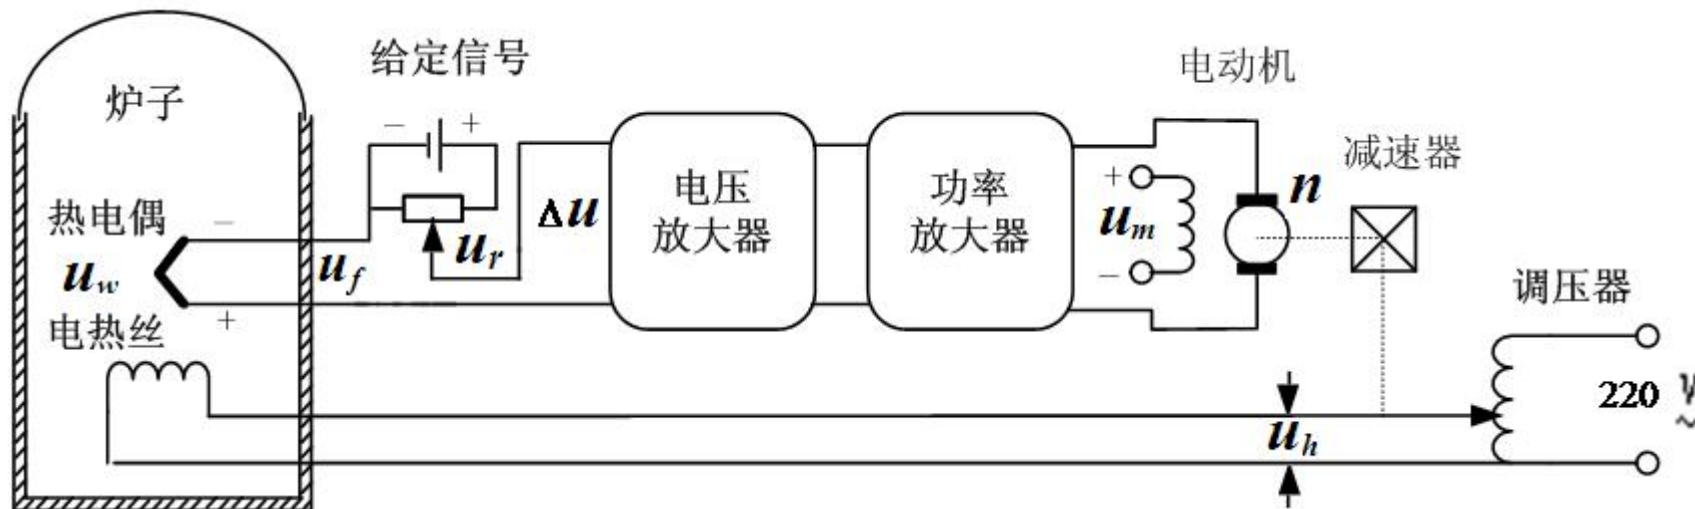 给定信号
电动机
炉子
减速器
− +
电压
放大器
功率
放大器
热电偶
−
Δu
+
u_m
−
n
u_w
u_f
u_r
电热丝
+
调压器
220
u_h